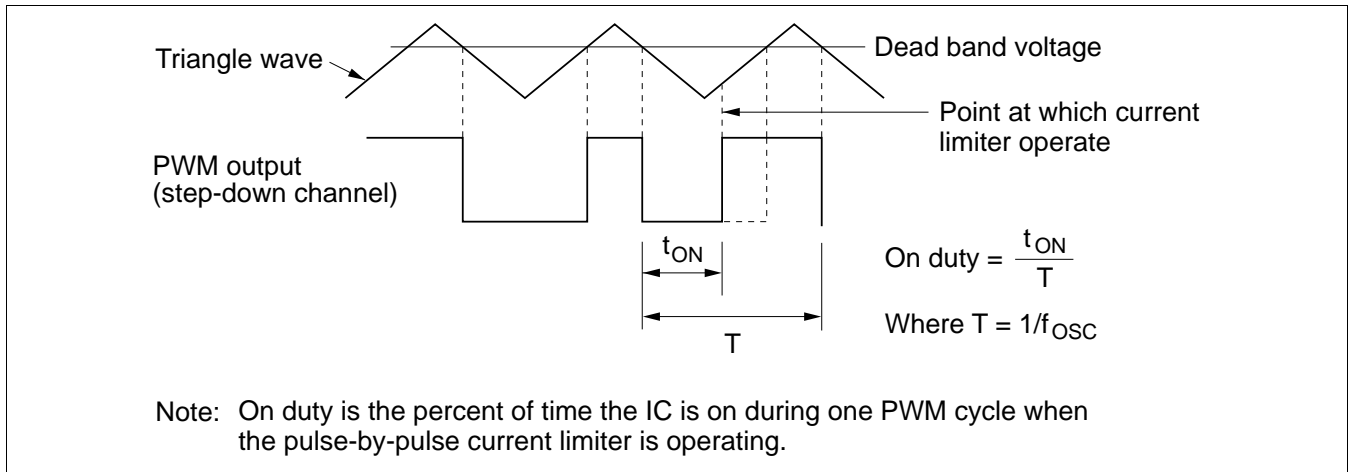 Triangle wave
Dead band voltage
Point at which current
limiter operate
PWM output
(step-down channel)
tON
T
On duty = tON
T
Where T = 1/fOSC
Note: On duty is the percent of time the IC is on during one PWM cycle when
the pulse-by-pulse current limiter is operating.